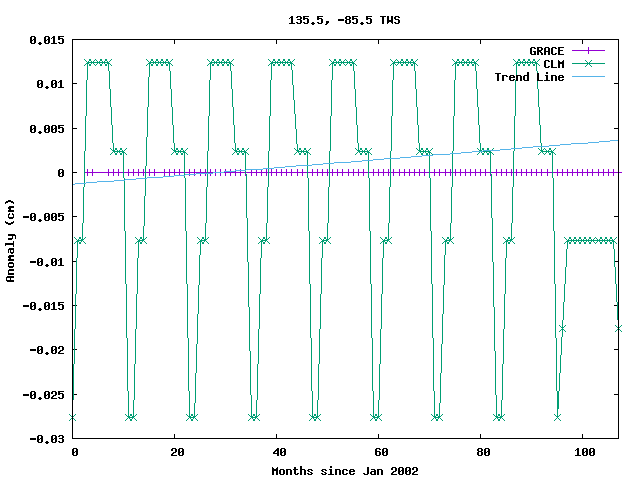 135.5, -85.5 TWS
GRACE
CLM
Trend Line
0.015
0.01
0.005
0
-0.005
-0.01
-0.015
-0.02
-0.025
-0.03
Anomaly (cm)
0 20 40 60 80 100
Months since Jan 2002